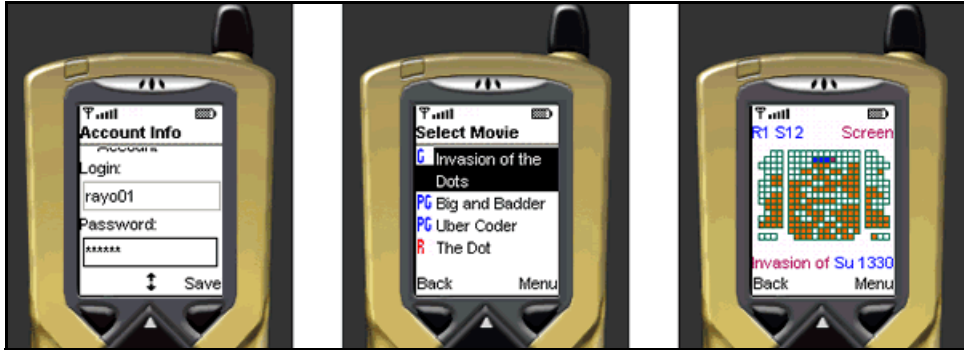 Account Info
Account
Login:
rayo01
Password:
******
Save
Select Movie
G Invasion of the
Dots
PG Big and Badder
PG Uber Coder
R The Dot
Back Menu
R1 S12 Screen
Invasion of Su 1330
Back Menu